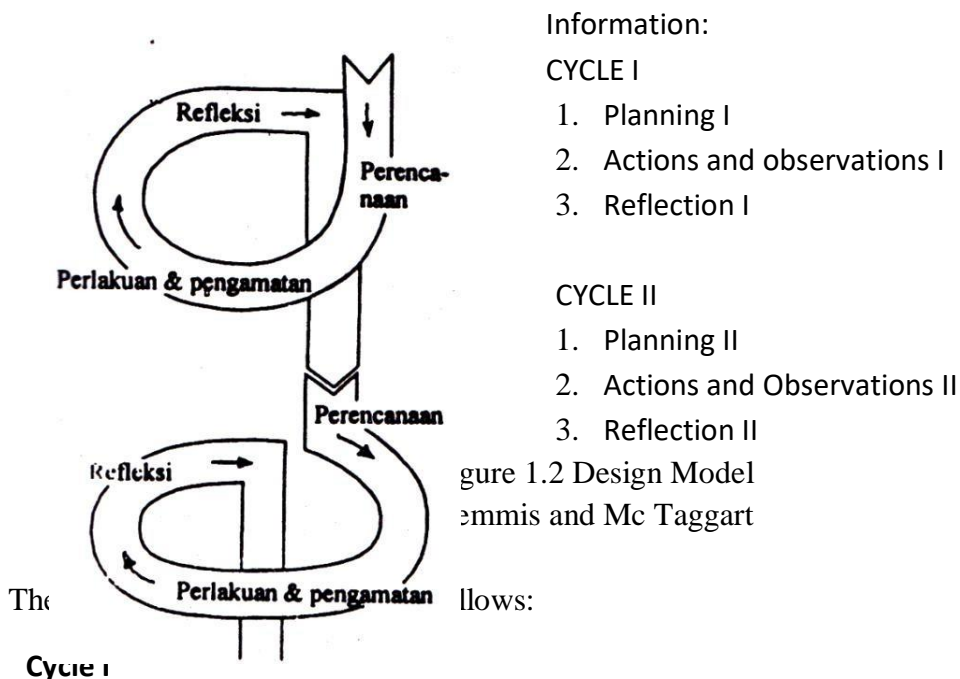 Information:
CYCLE I
1. Planning I
2. Actions and observations I
3. Reflection I
CYCLE II
1. Planning II
2. Actions and Observations II
3. Reflection II
Refleksi
Perenca-
naan
Perlakuan & pengamatan
Perencanaan
Refleksi
Perlakuan & pengamatan
gure 1.2 Design Model
emmis and Mc Taggart
The llows:
Cycle I